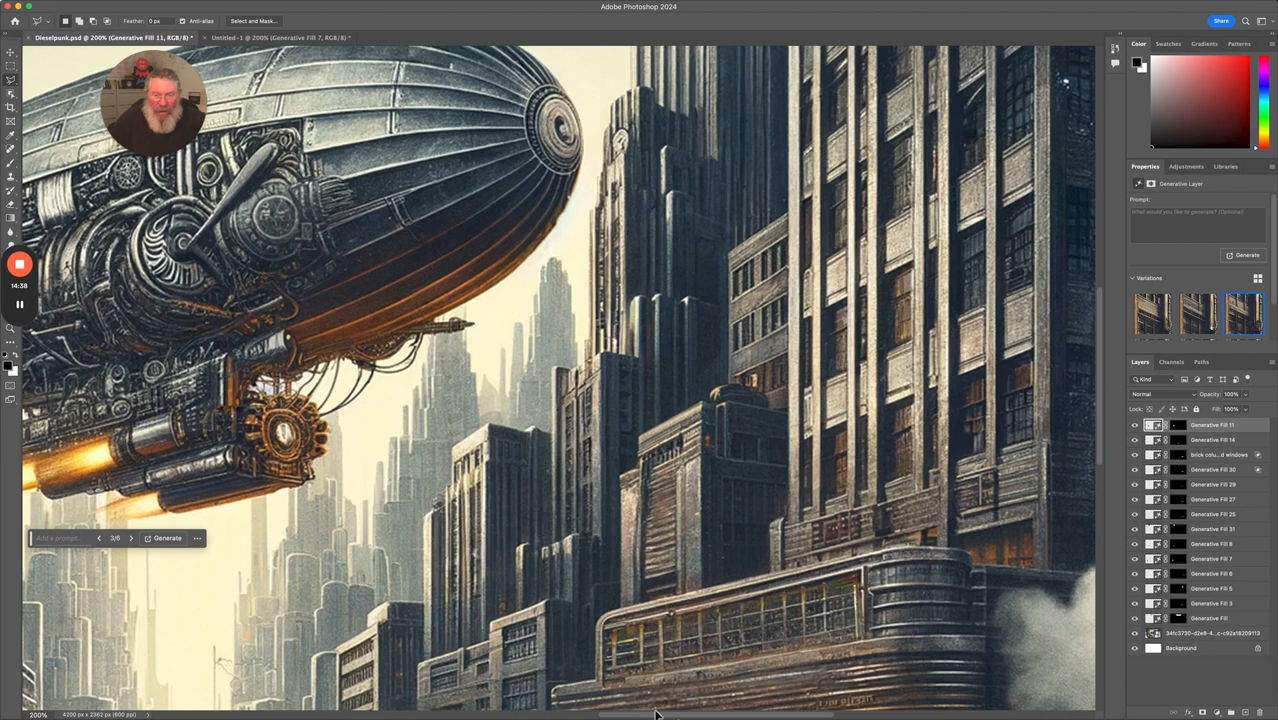 Adobe Photoshop 2024
Feather: 0 px
Anti-alias
Select and Mask...
Share
Dieselpunk.psd @ 200% (Generative Fill 11, RGB/8) *
Untitled-1 @ 200% (Generative Fill 7, RGB/8) *
Color
Swatches
Gradients
Patterns
Properties
Adjustments
Libraries
Generative Layer
Prompt:
What would you like to generate? (Optional)
Generate
14:38
Variations
Layers
Channels
Paths
Kind
Normal
Opacity: 100%
Lock:
Fill: 100%
Generative Fill 11
Generative Fill 14
brick colu...d windows
Generative Fill 30
Generative Fill 29
Generative Fill 27
Generative Fill 25
Generative Fill 31
Generative Fill 8
Generative Fill 7
Generative Fill 6
Generative Fill 5
Generative Fill 3
Generative Fill
34fc3730-d2e8-4...c-c92a18209113
Background
Add a prompt...
3/6
Generate
200%
4200 px x 2362 px (600 ppi)